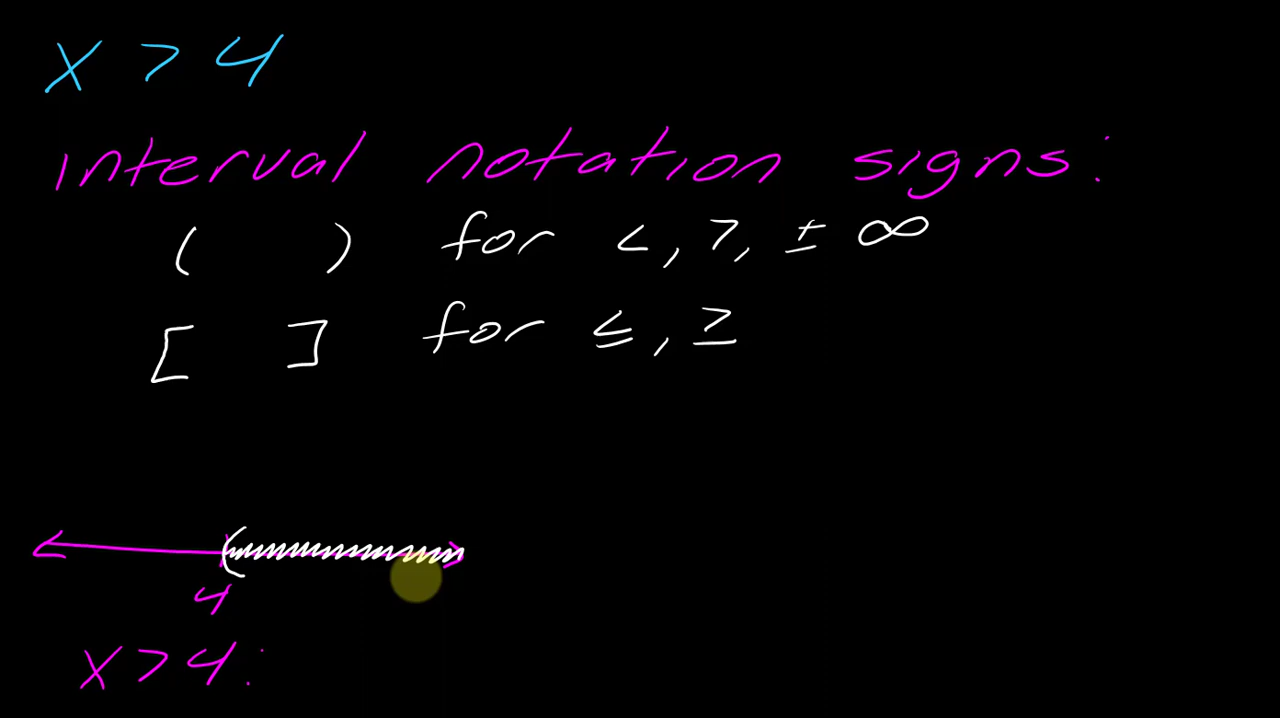 x > 4
interval notation signs:
( ) for <, >, ± ∞
[ ] for ≤, ≥
(
4
x > 4: